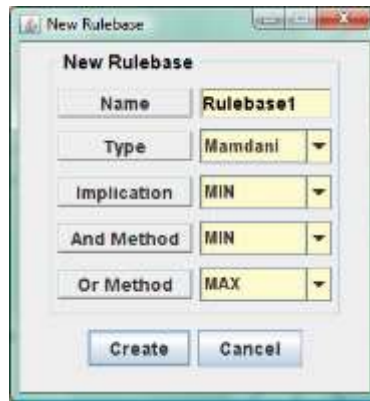 New Rulebase
New Rulebase
Name Rulebase1
Type Mamdani
Implication MIN
And Method MIN
Or Method MAX
Create Cancel